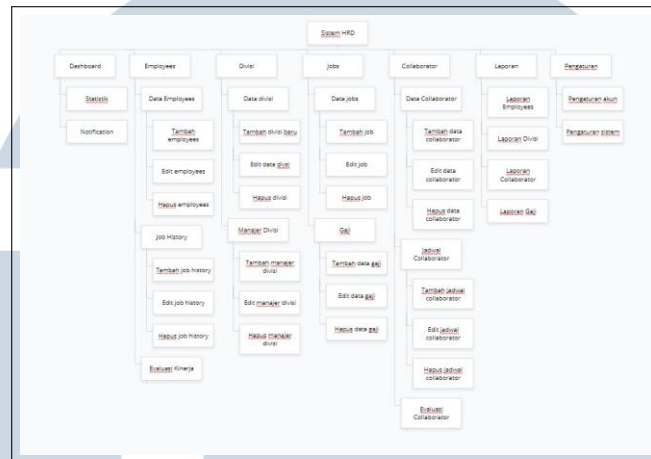 Sistem HRD
Dashboard
Employees
Divisi
Jobs
Collaborator
Laporan
Pengaturan
Statistik
Notification
Data Employees
Tambah
employees
Edit employees
Hapus employees
Job History
Tambah job history
Edit job history
Hapus job history
Evaluasi Kinerja
Data divisi
Tambah divisi baru
Edit data divisi
Hapus divisi
Manajer Divisi
Tambah manajer
divisi
Edit manajer divisi
Hapus manajer
divisi
Data jobs
Tambah job
Edit job
Hapus job
Gaji
Tambah data gaji
Edit data gaji
Hapus data gaji
Data Collaborator
Tambah data
collaborator
Edit data
collaborator
Hapus data
collaborator
Jadwal
Collaborator
Tambah jadwal
collaborator
Edit jadwal
collaborator
Hapus jadwal
collaborator
Evaluasi
Collaborator
Laporan
Employees
Laporan Divisi
Laporan
Collaborator
Laporan Gaji
Pengaturan akun
Pengaturan sistem